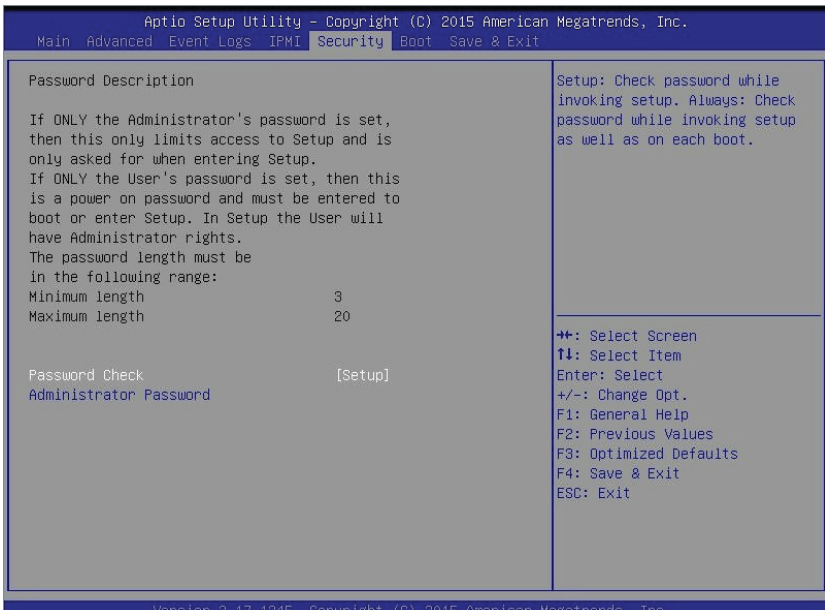 Aptio Setup Utility – Copyright (C) 2015 American Megatrends, Inc.
Main Advanced Event Logs IPMI Security Boot Save & Exit
Password Description
If ONLY the Administrator's password is set,
then this only limits access to Setup and is
only asked for when entering Setup.
If ONLY the User's password is set, then this
is a power on password and must be entered to
boot or enter Setup. In Setup the User will
have Administrator rights.
The password length must be
in the following range:
Minimum length 3
Maximum length 20
Password Check [Setup]
Administrator Password
Setup: Check password while
invoking setup. Always: Check
password while invoking setup
as well as on each boot.
→←: Select Screen
↑↓: Select Item
Enter: Select
+/-: Change Opt.
F1: General Help
F2: Previous Values
F3: Optimized Defaults
F4: Save & Exit
ESC: Exit
Version 2.17.1245. Copyright (C) 2015 American Megatrends, Inc.